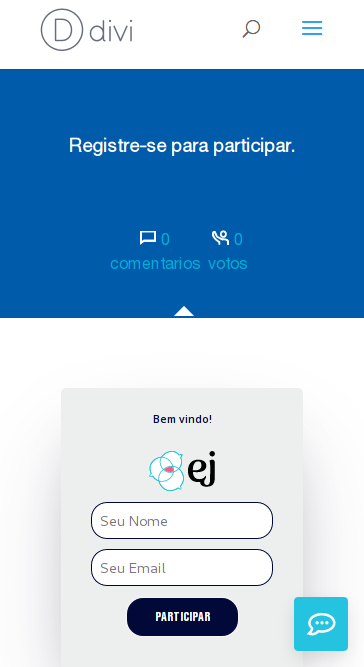 D divi
Registre-se para participar.
0 0
comentarios votos
Bem vindo!
ej
Seu Nome
Seu Email
PARTICIPAR